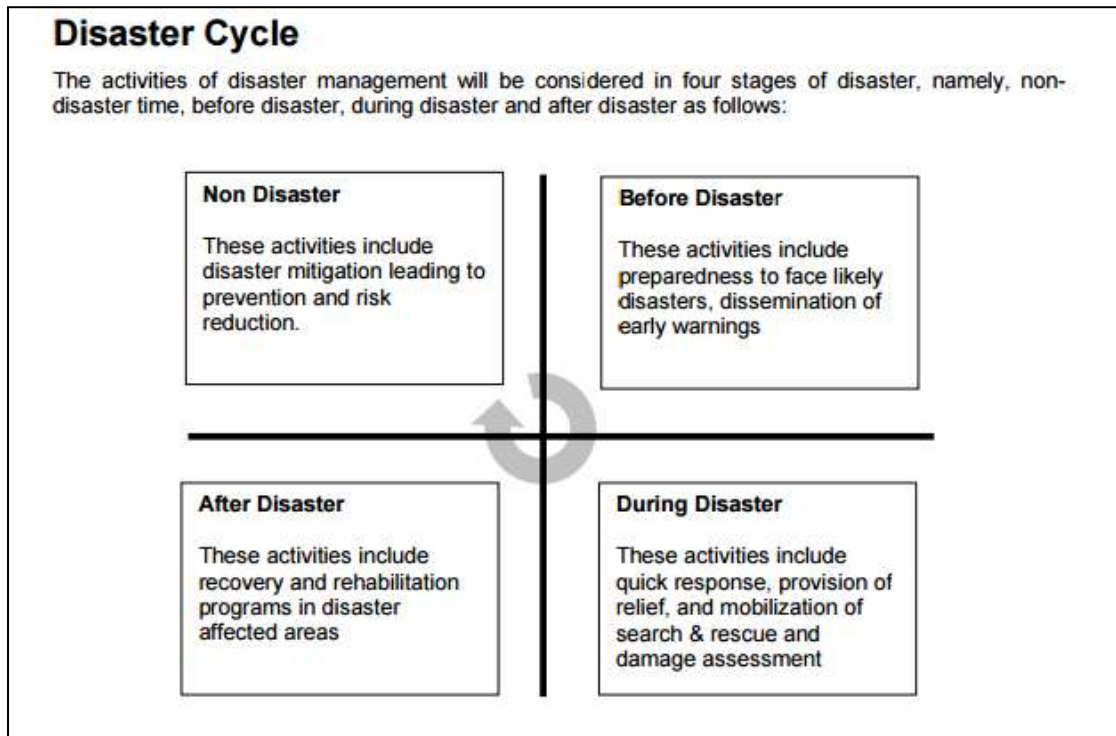 Disaster Cycle
The activities of disaster management will be considered in four stages of disaster, namely, non-
disaster time, before disaster, during disaster and after disaster as follows:
Non Disaster
These activities include
disaster mitigation leading to
prevention and risk
reduction.
Before Disaster
These activities include
preparedness to face likely
disasters, dissemination of
early warnings
After Disaster
These activities include
recovery and rehabilitation
programs in disaster
affected areas
During Disaster
These activities include
quick response, provision of
relief, and mobilization of
search & rescue and
damage assessment